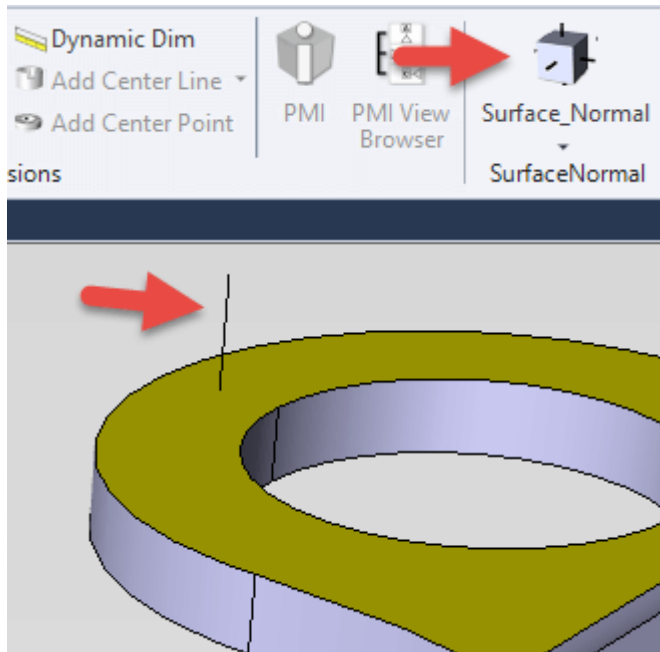 Dynamic Dim
Add Center Line
Add Center Point
PMI
PMI View
Browser
Surface_Normal
sions
SurfaceNormal